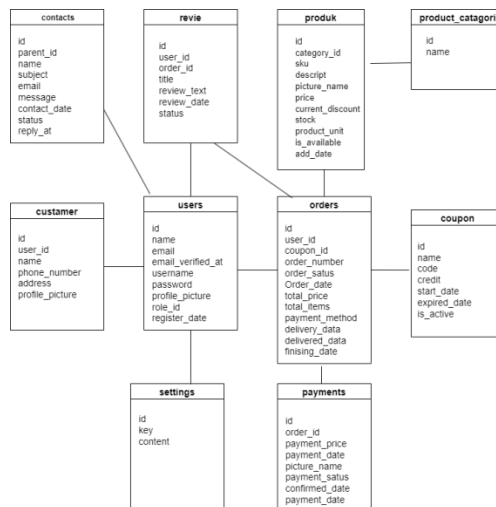 contacts
id
parent_id
name
subject
email
message
contact_date
status
reply_at
revie
id
user_id
order_id
title
review_text
review_date
status
produk
id
category_id
sku
descript
picture_name
price
current_discount
stock
product_unit
is_available
add_date
product_catagori
id
name
custamer
id
user_id
name
phone_number
address
profile_picture
users
id
name
email
email_verified_at
username
password
profile_picture
role_id
register_date
orders
id
user_id
coupon_id
order_number
order_satus
Order_date
total_price
total_items
payment_method
delivery_data
delivered_data
finising_date
coupon
id
name
code
credit
start_date
expired_date
is_active
settings
id
key
content
payments
id
order_id
payment_price
payment_date
picture_name
payment_satus
confirmed_date
payment_date